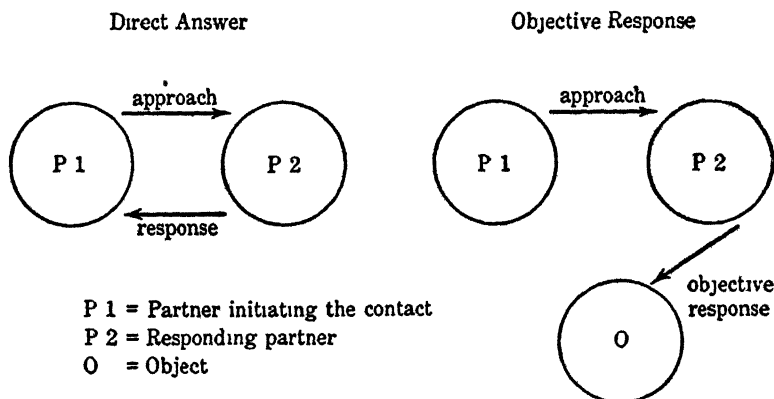 Direct Answer
approach
P 1
P 2
response
Objective Response
approach
P 1
P 2
objective
response
O
P 1 = Partner initiating the contact
P 2 = Responding partner
O = Object